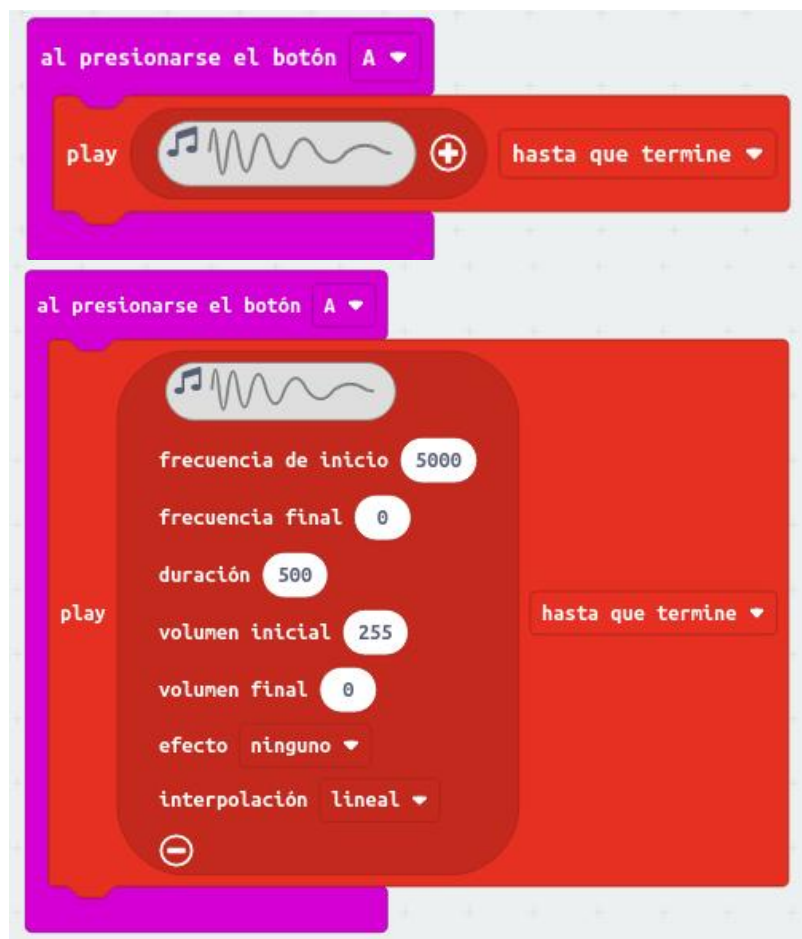 al presionarse el botón A
play hasta que termine
al presionarse el botón A
frecuencia de inicio 5000
frecuencia final 0
duración 500
play hasta que termine
volumen inicial 255
volumen final 0
efecto ninguno
interpolación lineal